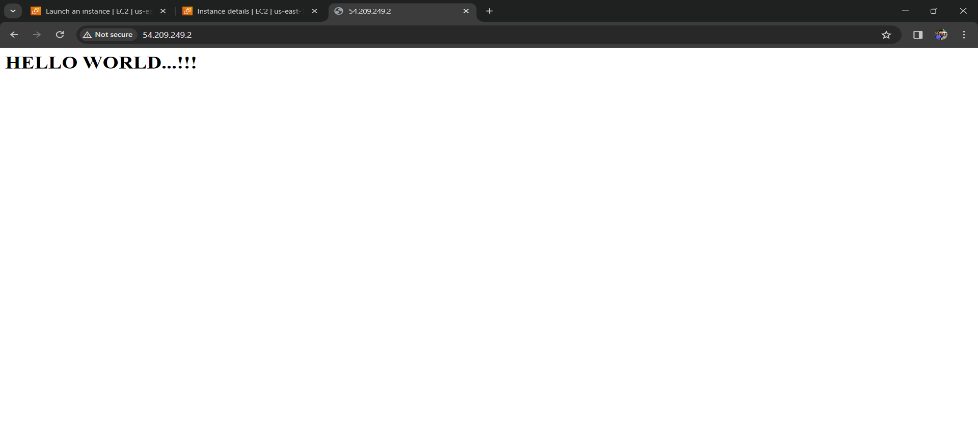 Launch an instance | EC2 | us-e
Instance details | EC2 | us-east-
54.209.249.2
Not secure
54.209.249.2
HELLO WORLD...!!!